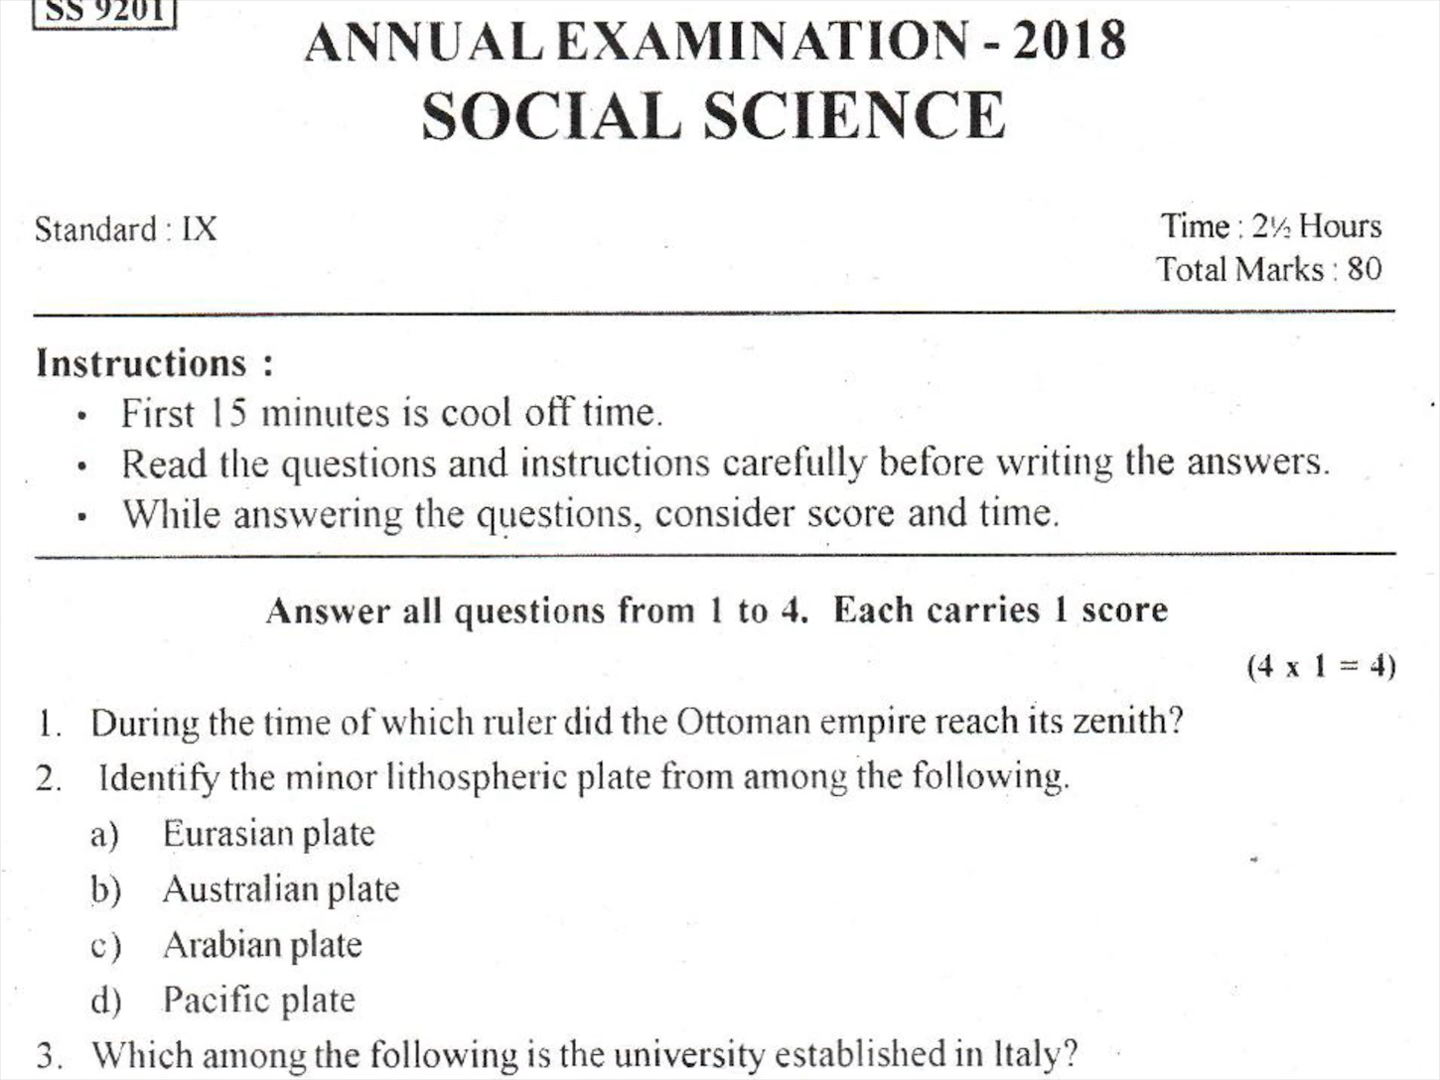 SS 9201
ANNUAL EXAMINATION - 2018
SOCIAL SCIENCE
Standard : IX
Time : 2½ Hours
Total Marks : 80
Instructions :
• First 15 minutes is cool off time.
• Read the questions and instructions carefully before writing the answers.
• While answering the questions, consider score and time.
Answer all questions from 1 to 4. Each carries 1 score
(4 x 1 = 4)
1. During the time of which ruler did the Ottoman empire reach its zenith?
2. Identify the minor lithospheric plate from among the following.
a) Eurasian plate
b) Australian plate
c) Arabian plate
d) Pacific plate
3. Which among the following is the university established in Italy?